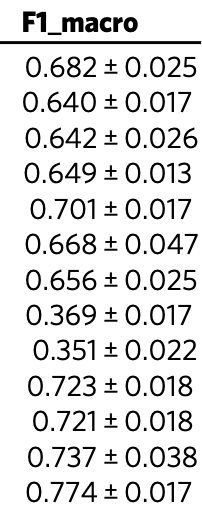 F1_macro
0.682 ± 0.025
0.640 ± 0.017
0.642 ± 0.026
0.649 ± 0.013
0.701 ± 0.017
0.668 ± 0.047
0.656 ± 0.025
0.369 ± 0.017
0.351 ± 0.022
0.723 ± 0.018
0.721 ± 0.018
0.737 ± 0.038
0.774 ± 0.017